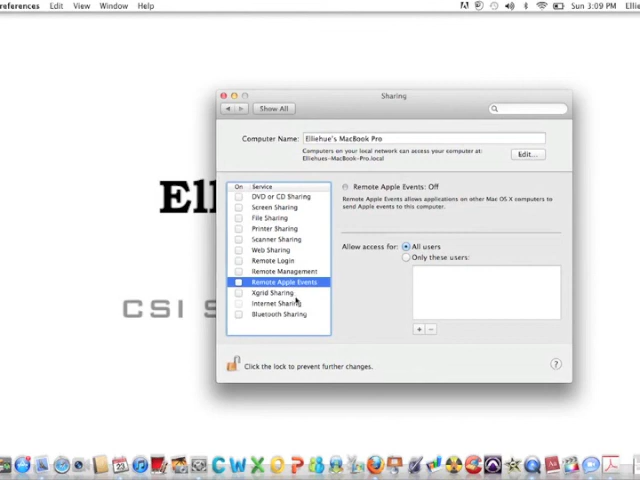 references Edit View Window Help Sun 3:09 PM Ellie
Sharing
Show All
Computer Name: Elliehue's MacBook Pro
Computers on your local network can access your computer at:
Elliehues-MacBook-Pro.local
Edit...
On Service
DVD or CD Sharing
Screen Sharing
File Sharing
Printer Sharing
Scanner Sharing
Web Sharing
Remote Login
Remote Management
Remote Apple Events
Xgrid Sharing
Internet Sharing
Bluetooth Sharing
Remote Apple Events: Off
Remote Apple Events allows applications on other Mac OS X computers to
send Apple events to this computer.
Allow access for: All users
Only these users:
+ −
Click the lock to prevent further changes.
?
Ell
CSI S